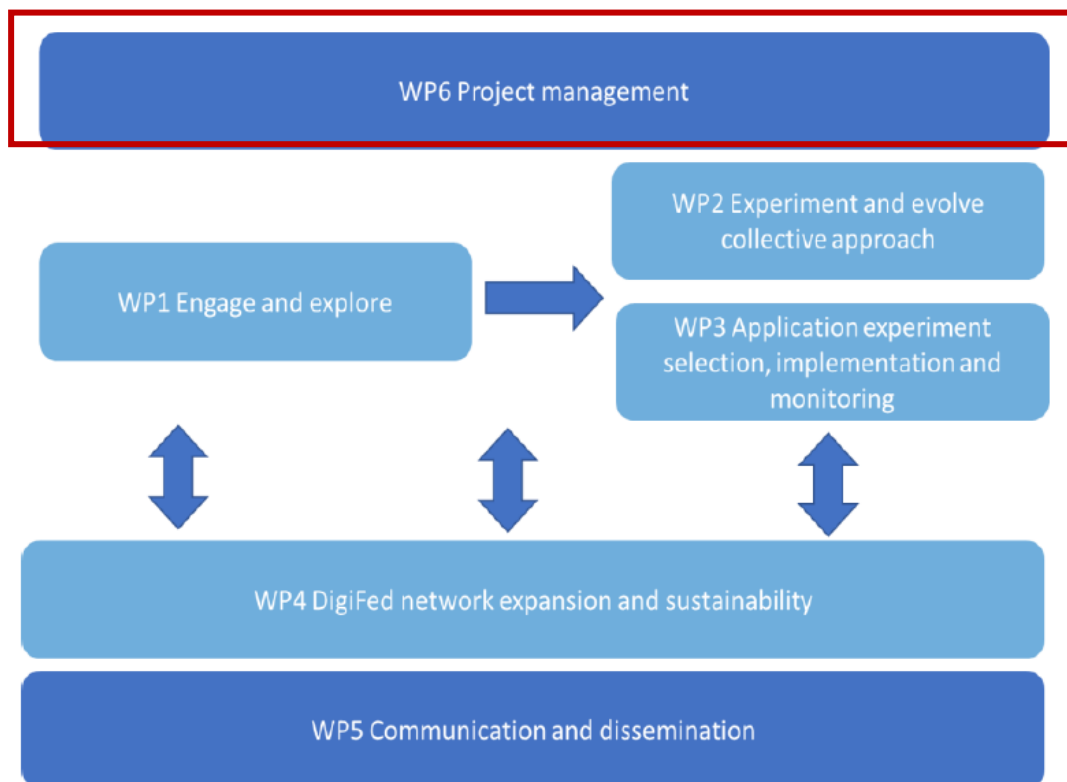 WP6 Project management
WP2 Experiment and evolve
collective approach
WP1 Engage and explore
WP3 Application experiment
selection, implementation and
monitoring
WP4 DigiFed network expansion and sustainability
WP5 Communication and dissemination